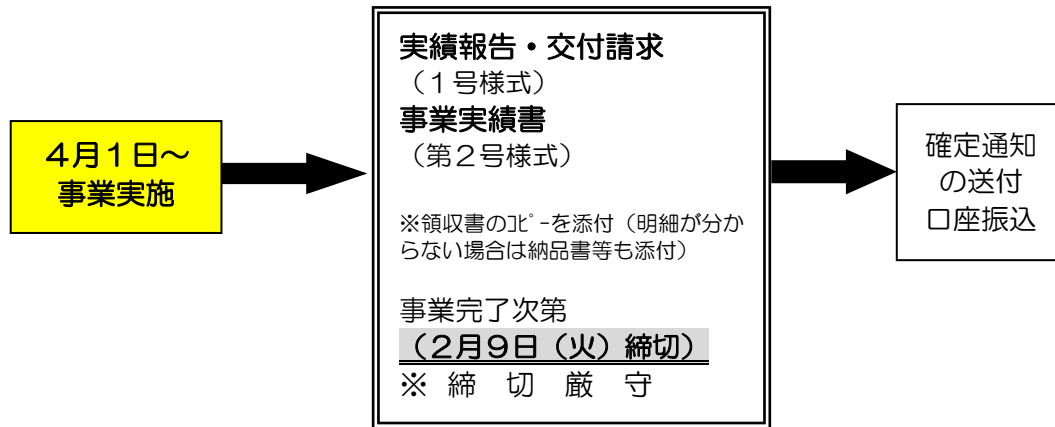 ４月１日～
事業実施
実績報告・交付請求
（１号様式）
事業実績書
（第２号様式）
※領収書のｺﾋﾟｰを添付（明細が分か
らない場合は納品書等も添付）
事業完了次第
（２月９日（火）締切）
※ 締 切 厳 守
確定通知
の送付
口座振込